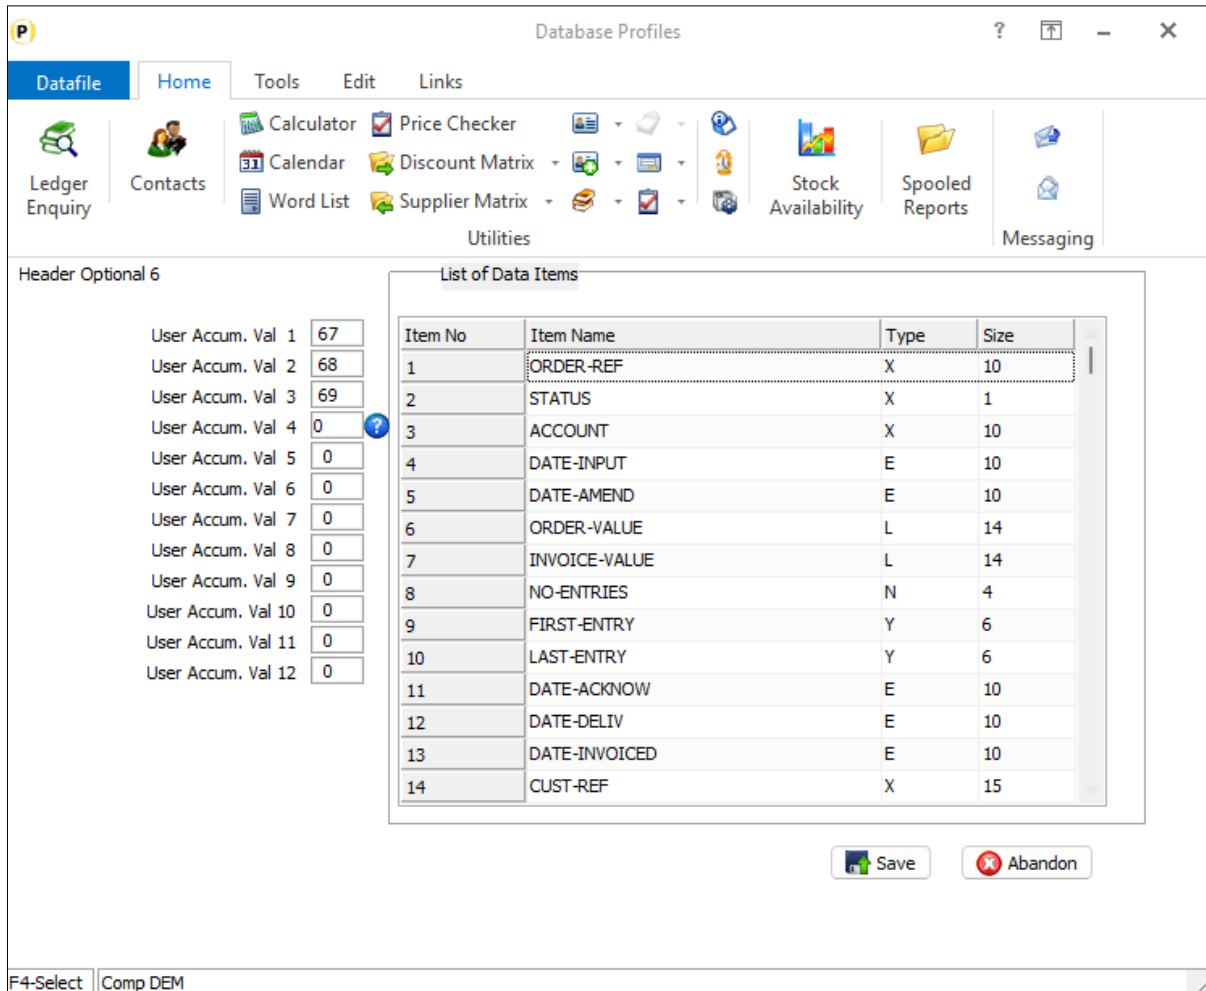 P Database Profiles ?
Datafile Home Tools Edit Links
Calculator Price Checker
31 Calendar Discount Matrix
Word List Supplier Matrix
Ledger Enquiry
Contacts
Stock Availability
Spooled Reports
Utilities Messaging
Header Optional 6
List of Data Items
User Accum. Val 1 67
User Accum. Val 2 68
User Accum. Val 3 69
User Accum. Val 4 0 ?
User Accum. Val 5 0
User Accum. Val 6 0
User Accum. Val 7 0
User Accum. Val 8 0
User Accum. Val 9 0
User Accum. Val 10 0
User Accum. Val 11 0
User Accum. Val 12 0
Item No Item Name Type Size
1 ORDER-REF X 10
2 STATUS X 1
3 ACCOUNT X 10
4 DATE-INPUT E 10
5 DATE-AMEND E 10
6 ORDER-VALUE L 14
7 INVOICE-VALUE L 14
8 NO-ENTRIES N 4
9 FIRST-ENTRY Y 6
10 LAST-ENTRY Y 6
11 DATE-ACKNOW E 10
12 DATE-DELIV E 10
13 DATE-INVOICED E 10
14 CUST-REF X 15
Save Abandon
F4-Select Comp DEM